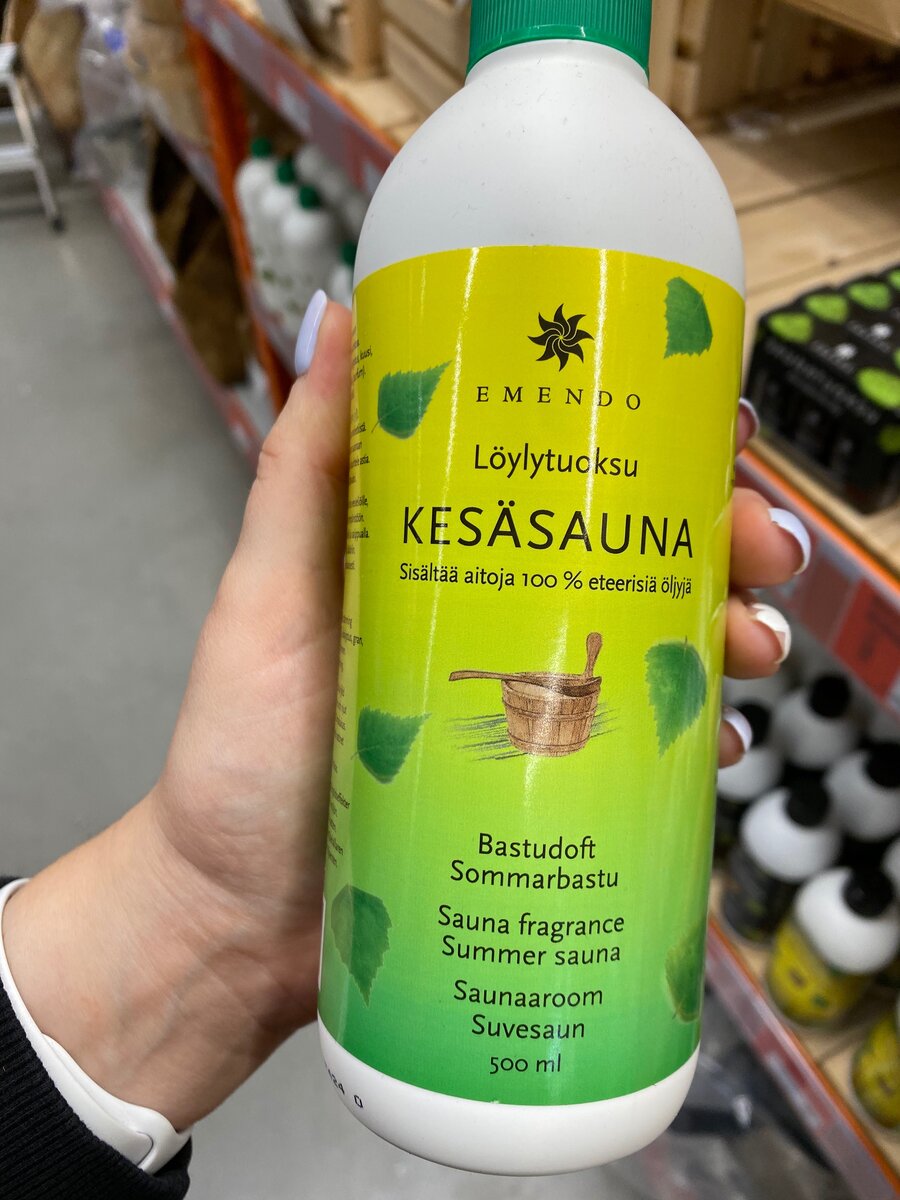 EMENDO
Löylytuoksu
KESÄSAUNA
Sisältää aitoja 100 % eteerisiä öljyjä
Bastudoft
Sommarbastu
Sauna fragrance
Summer sauna
Saunaaroom
Suvesaun
500 ml